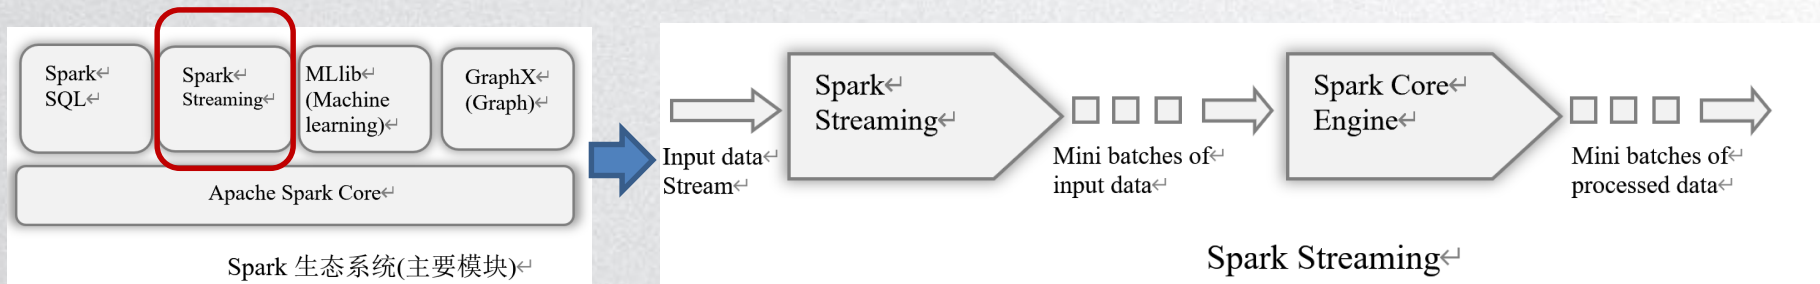 Spark↵
SQL↵
Spark↵
Streaming↵
MLlib↵
(Machine
learning)↵
GraphX↵
(Graph)↵
Apache Spark Core↵
Spark 生态系统(主要模块)↵
Input data↵
Stream↵
Spark↵
Streaming↵
Mini batches of↵
input data↵
Spark Core↵
Engine↵
Mini batches of↵
processed data↵
Spark Streaming↵